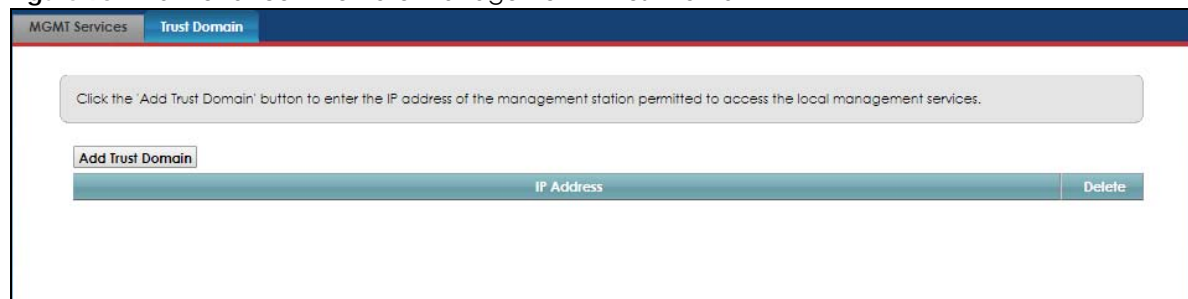 MGMT Services Trust Domain
Click the 'Add Trust Domain' button to enter the IP address of the management station permitted to access the local management services.
Add Trust Domain
IP Address Delete